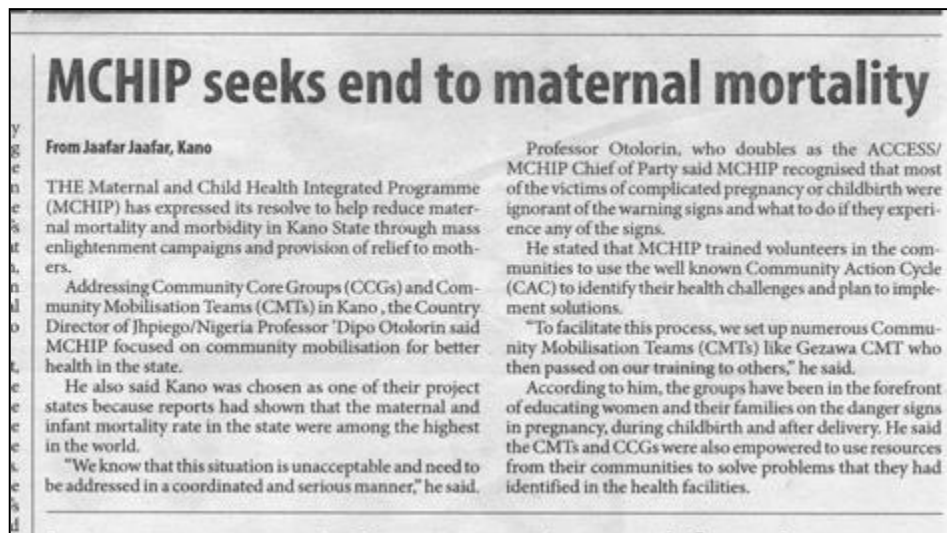 MCHIP seeks end to maternal mortality
From Jaafar Jaafar, Kano
THE Maternal and Child Health Integrated Programme
(MCHIP) has expressed its resolve to help reduce mater-
nal mortality and morbidity in Kano State through mass
enlightenment campaigns and provision of relief to moth-
ers.
Addressing Community Core Groups (CCGs) and Com-
munity Mobilisation Teams (CMTs) in Kano , the Country
Director of Jhpiego/Nigeria Professor 'Dipo Otolorin said
MCHIP focused on community mobilisation for better
health in the state.
He also said Kano was chosen as one of their project
states because reports had shown that the maternal and
infant mortality rate in the state were among the highest
in the world.
"We know that this situation is unacceptable and need to
be addressed in a coordinated and serious manner," he said.
Professor Otolorin, who doubles as the ACCESS/
MCHIP Chief of Party said MCHIP recognised that most
of the victims of complicated pregnancy or childbirth were
ignorant of the warning signs and what to do if they experi-
ence any of the signs.
He stated that MCHIP trained volunteers in the com-
munities to use the well known Community Action Cycle
(CAC) to identify their health challenges and plan to imple-
ment solutions.
"To facilitate this process, we set up numerous Commu-
nity Mobilisation Teams (CMTs) like Gezawa CMT who
then passed on our training to others," he said.
According to him, the groups have been in the forefront
of educating women and their families on the danger signs
in pregnancy, during childbirth and after delivery. He said
the CMTs and CCGs were also empowered to use resources
from their communities to solve problems that they had
identified in the health facilities.